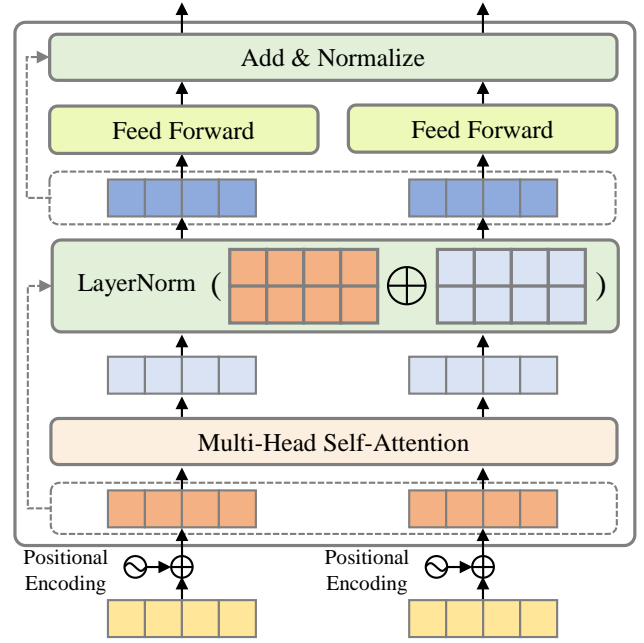 Add & Normalize
Feed Forward
Feed Forward
LayerNorm ( ⊕ )
Multi-Head Self-Attention
Positional
Encoding
Positional
Encoding